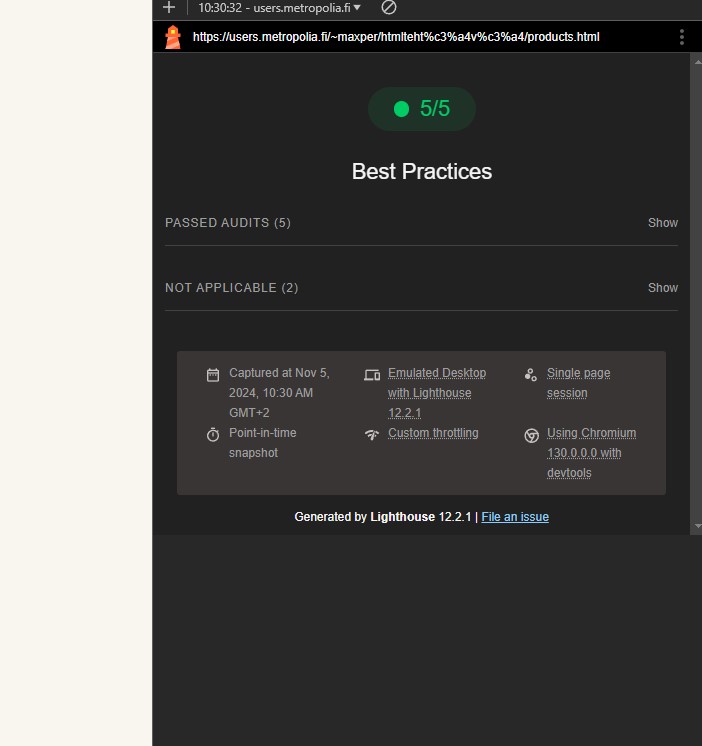 10:30:32 - users.metropolia.fi
https://users.metropolia.fi/~maxper/htmlteht%c3%a4v%c3%a4/products.html
5/5
Best Practices
PASSED AUDITS (5) Show
NOT APPLICABLE (2) Show
Captured at Nov 5,
2024, 10:30 AM
GMT+2
Emulated Desktop
with Lighthouse
12.2.1
Single page
session
Point-in-time
snapshot
Custom throttling
Using Chromium
130.0.0.0 with
devtools
Generated by Lighthouse 12.2.1 | File an issue